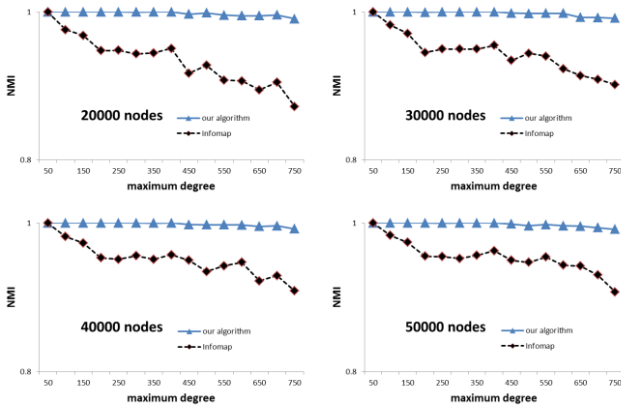 1
NMI
20000 nodes
our algorithm
Infomap
0.8
50 150 250 350 450 550 650 750
maximum degree
1
NMI
30000 nodes
our algorithm
Infomap
0.8
50 150 250 350 450 550 650 750
maximum degree
1
NMI
40000 nodes
our algorithm
Infomap
0.8
50 150 250 350 450 550 650 750
maximum degree
1
NMI
50000 nodes
our algorithm
Infomap
0.8
50 150 250 350 450 550 650 750
maximum degree